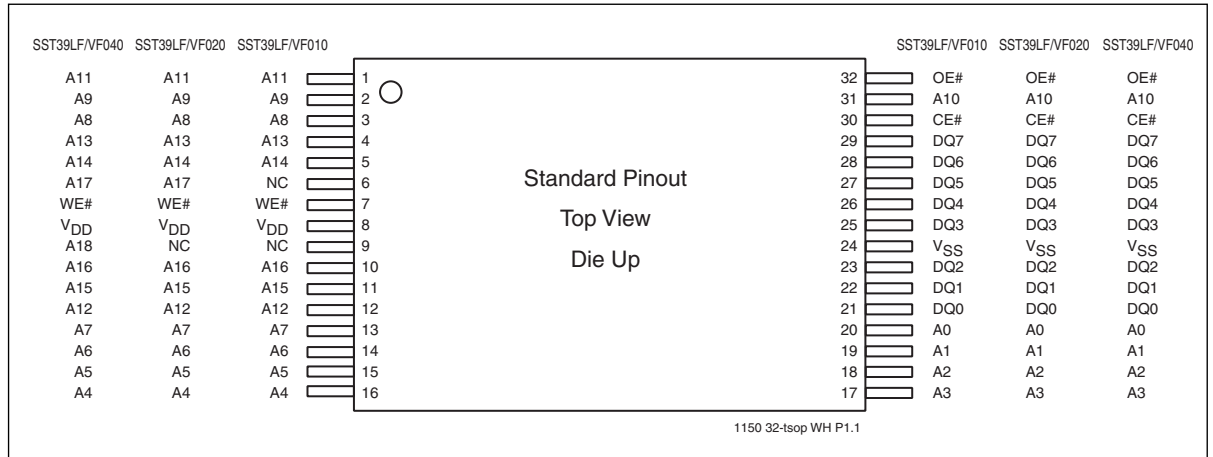 SST39LF/VF040 SST39LF/VF020 SST39LF/VF010 SST39LF/VF010 SST39LF/VF020 SST39LF/VF040
A11 A11 A11 1 32 OE# OE# OE#
A9 A9 A9 2 31 A10 A10 A10
A8 A8 A8 3 30 CE# CE# CE#
A13 A13 A13 4 29 DQ7 DQ7 DQ7
A14 A14 A14 5 28 DQ6 DQ6 DQ6
A17 A17 NC 6 Standard Pinout 27 DQ5 DQ5 DQ5
WE# WE# WE# 7 26 DQ4 DQ4 DQ4
VDD VDD VDD 8 Top View 25 DQ3 DQ3 DQ3
A18 NC NC 9 24 VSS VSS VSS
A16 A16 A16 10 Die Up 23 DQ2 DQ2 DQ2
A15 A15 A15 11 22 DQ1 DQ1 DQ1
A12 A12 A12 12 21 DQ0 DQ0 DQ0
A7 A7 A7 13 20 A0 A0 A0
A6 A6 A6 14 19 A1 A1 A1
A5 A5 A5 15 18 A2 A2 A2
A4 A4 A4 16 17 A3 A3 A3
1150 32-tsop WH P1.1